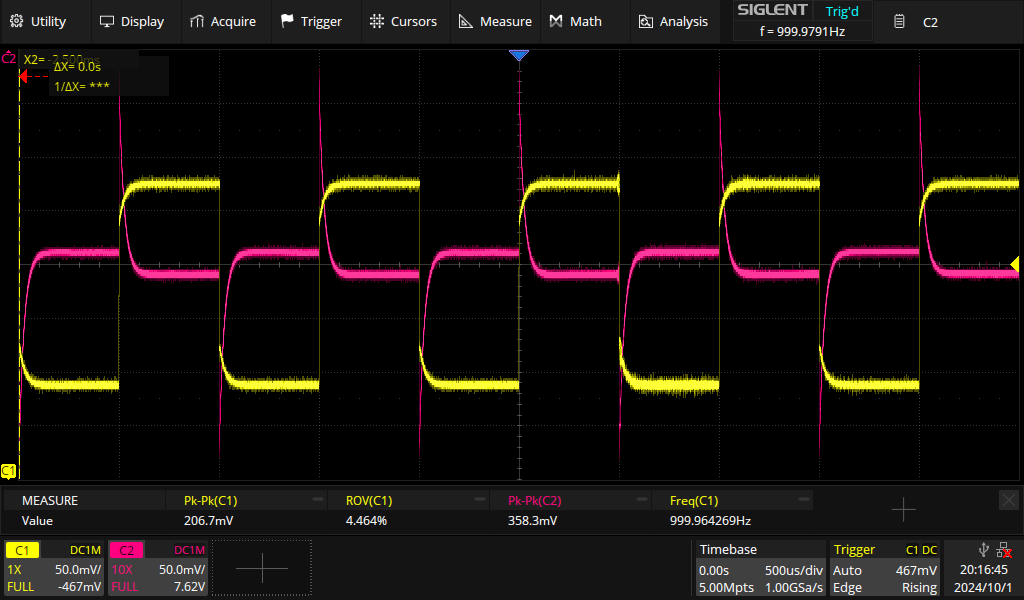 Utility Display Acquire Trigger Cursors Measure Math Analysis SIGLENT Trig'd C2
f = 999.9791Hz
C2 X2= -2.500ms
ΔX= 0.0s
1/ΔX= ***
C1
MEASURE Pk-Pk(C1) ROV(C1) Pk-Pk(C2) Freq(C1)
Value 206.7mV 4.464% 358.3mV 999.964269Hz
C1 DC1M C2 DC1M Timebase Trigger C1 DC
1X 50.0mV/ 10X 50.0mV/ 0.00s 500us/div Auto 467mV 20:16:45
FULL -467mV FULL 7.62V 5.00Mpts 1.00GSa/s Edge Rising 2024/10/1